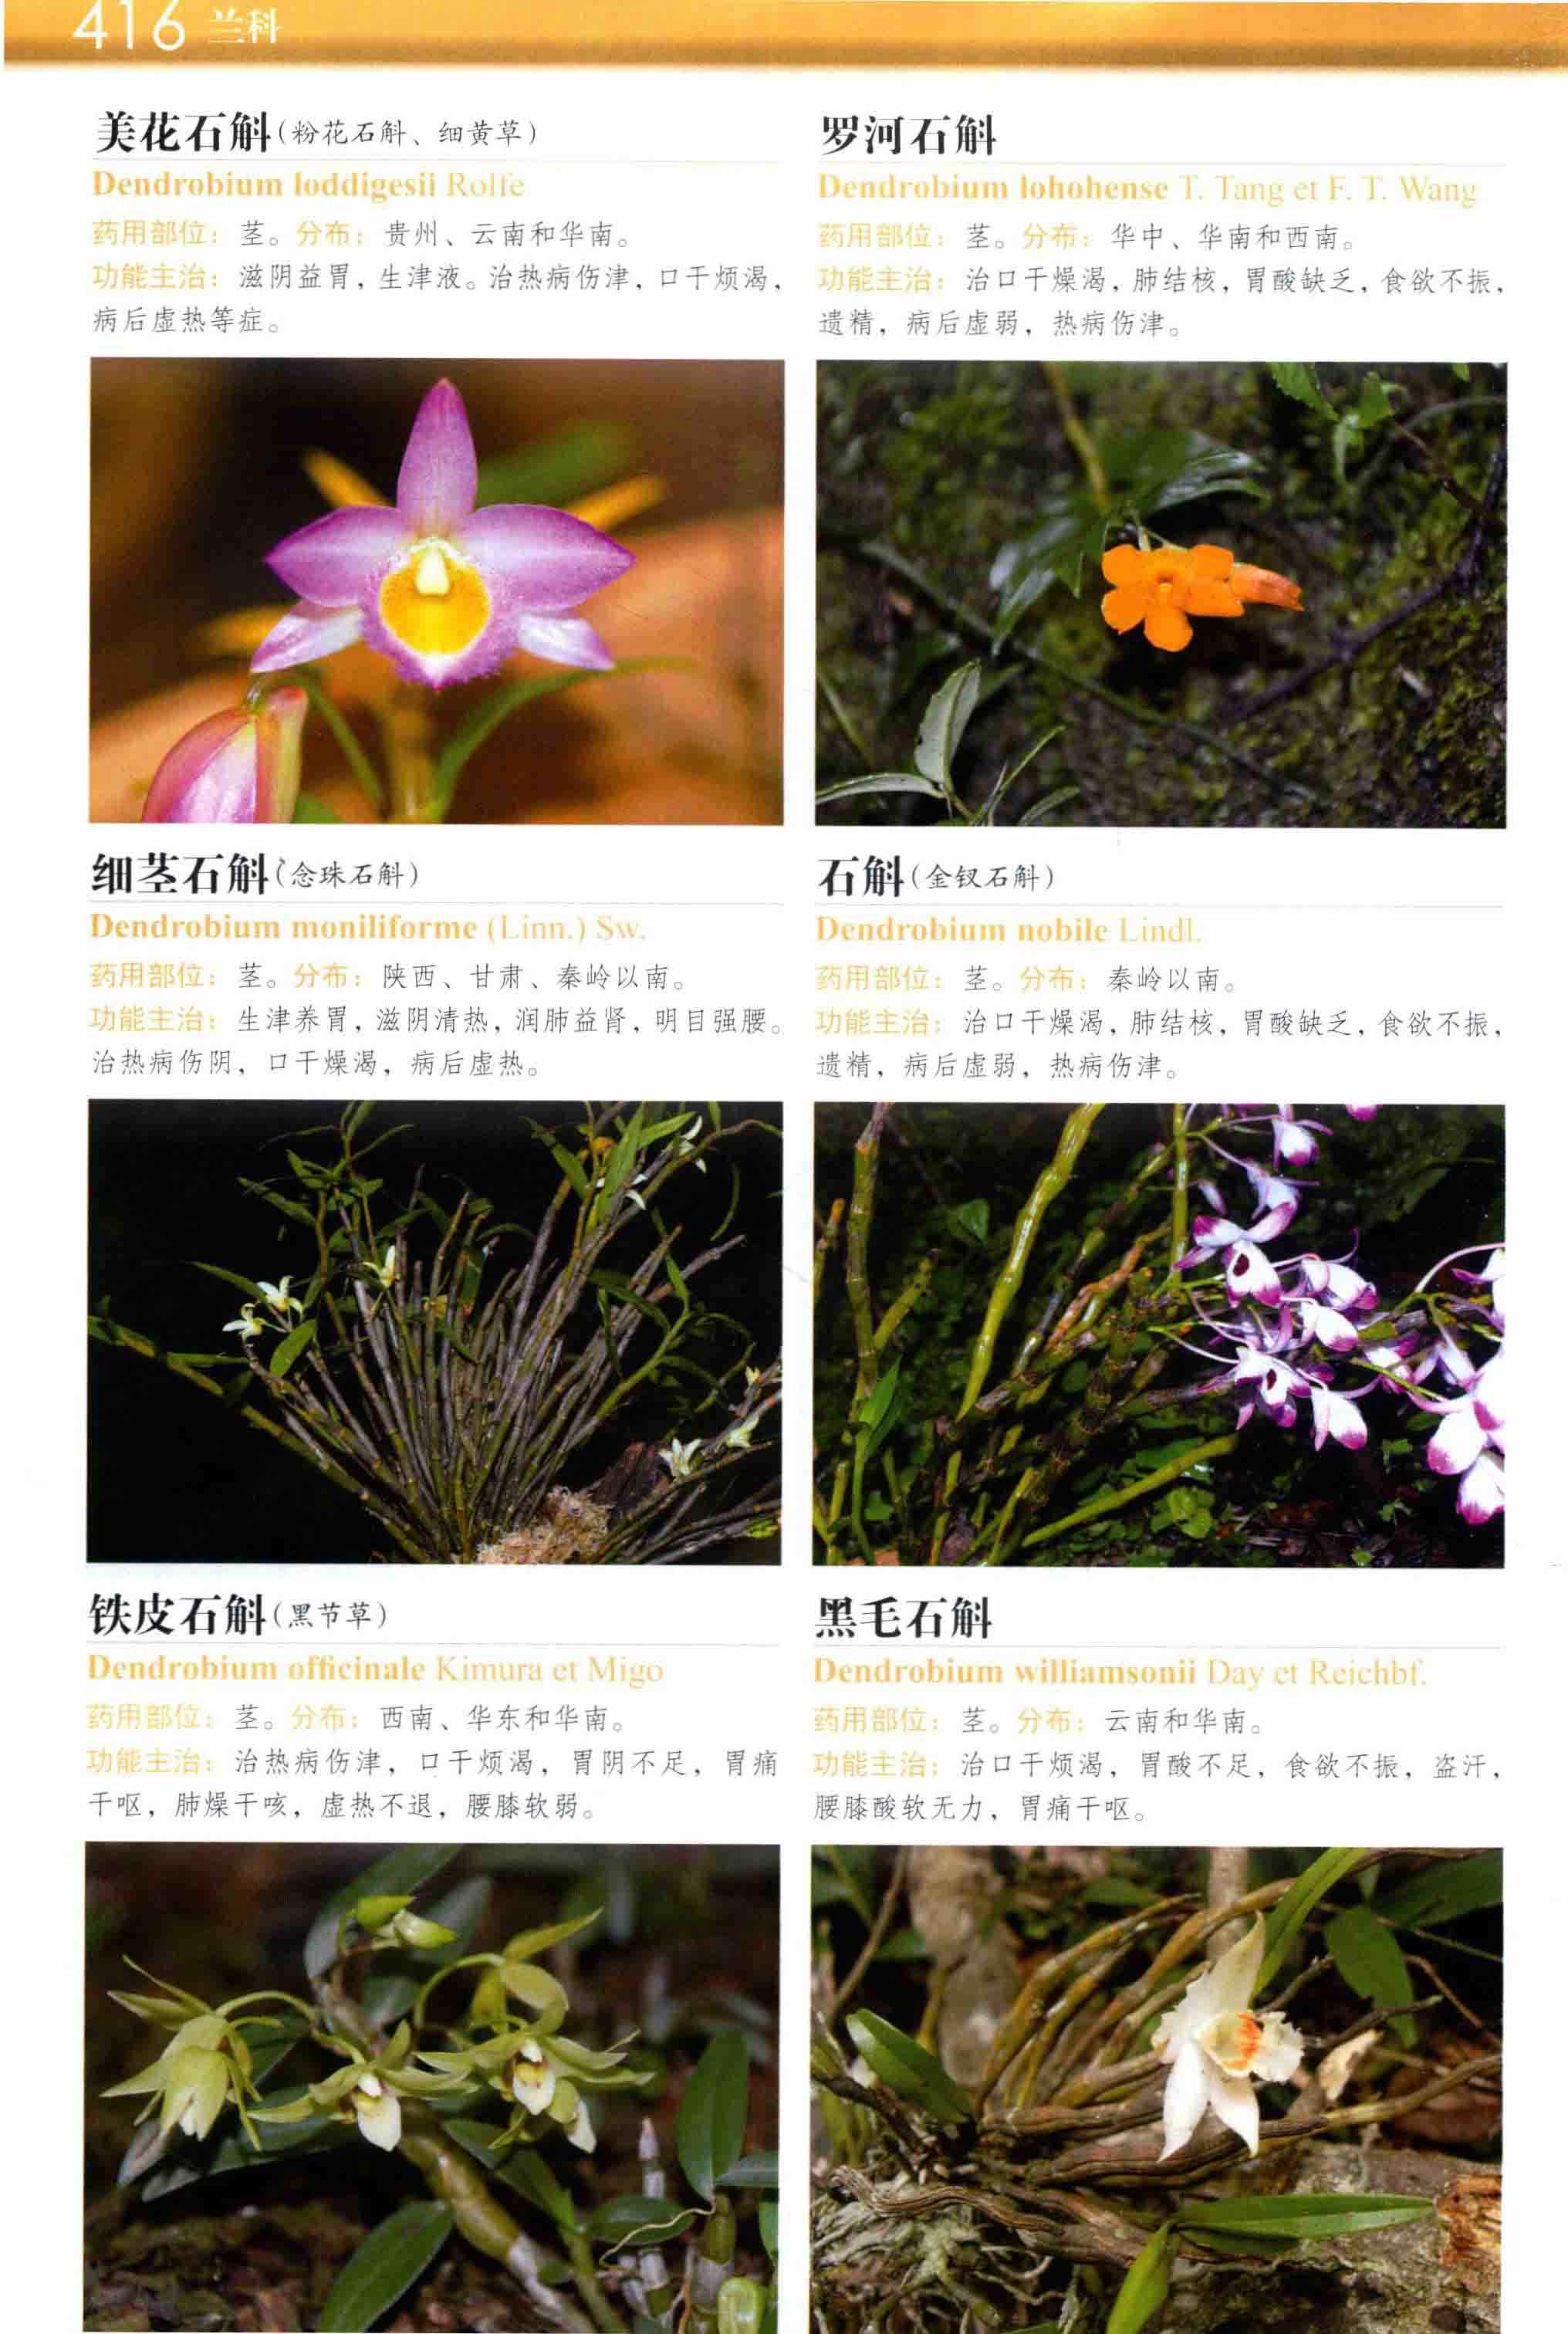 416 兰科
美花石斛(粉花石斛、细黄草)
Dendrobium loddigesii Rolfe
药用部位：茎。分布：贵州、云南和华南。
功能主治：滋阴益胃，生津液。治热病伤津，口干烦渴，
病后虚热等症。
罗河石斛
Dendrobium lohohense T. Tang et F. T. Wang
药用部位：茎。分布：华中、华南和西南。
功能主治：治口干燥渴，肺结核，胃酸缺乏，食欲不振，
遗精，病后虚弱，热病伤津。
细茎石斛(念珠石斛)
Dendrobium moniliforme (Linn.) Sw.
药用部位：茎。分布：陕西、甘肃、秦岭以南。
功能主治：生津养胃，滋阴清热，润肺益肾，明目强腰。
治热病伤阴，口干燥渴，病后虚热。
石斛(金钗石斛)
Dendrobium nobile Lindl.
药用部位：茎。分布：秦岭以南。
功能主治：治口干燥渴，肺结核，胃酸缺乏，食欲不振，
遗精，病后虚弱，热病伤津。
铁皮石斛(黑节草)
Dendrobium officinale Kimura et Migo
药用部位：茎。分布：西南、华东和华南。
功能主治：治热病伤津，口干烦渴，胃阴不足，胃痛
干呕，肺燥干咳，虚热不退，腰膝软弱。
黑毛石斛
Dendrobium williamsonii Day et Reichbf.
药用部位：茎。分布：云南和华南。
功能主治：治口干烦渴，胃酸不足，食欲不振，盗汗，
腰膝酸软无力，胃痛干呕。